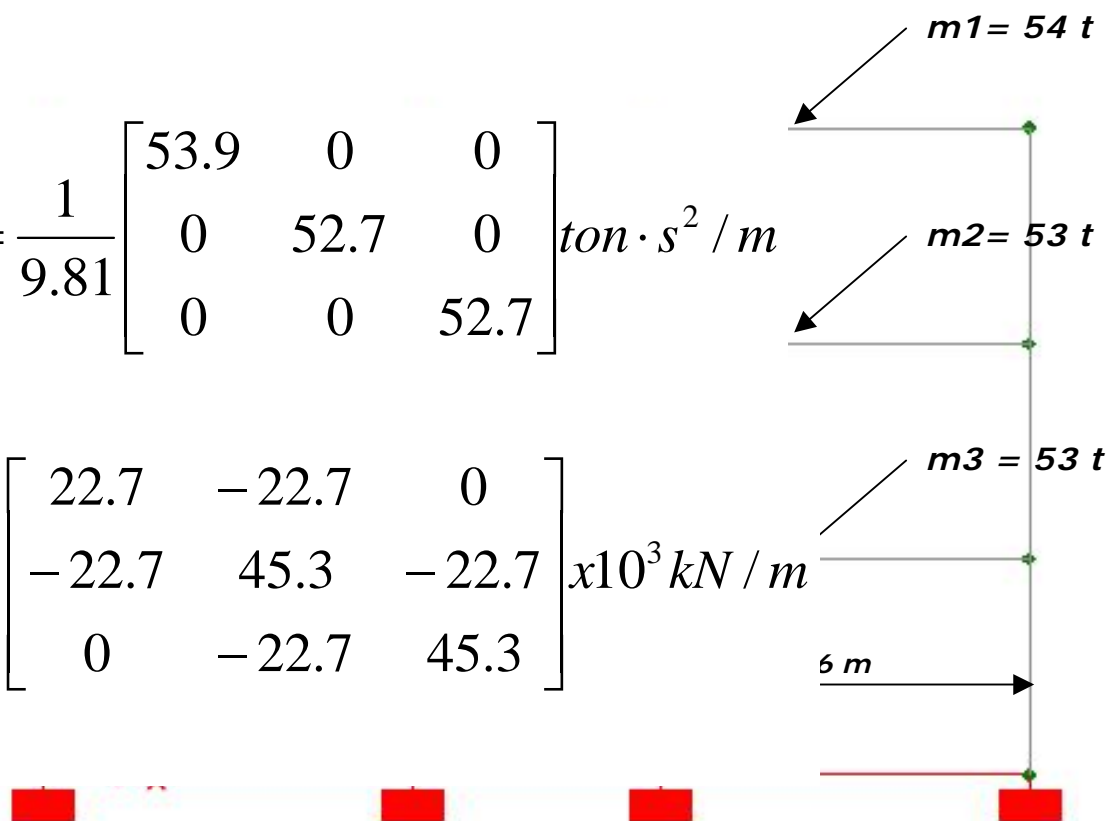 m1= 54 t
= 1/9.81 [53.9 0 0
0 52.7 0
0 0 52.7] ton·s² / m
m2= 53 t
m3 = 53 t
[22.7 −22.7 0
−22.7 45.3 −22.7
0 −22.7 45.3] x10³ kN / m
6 m